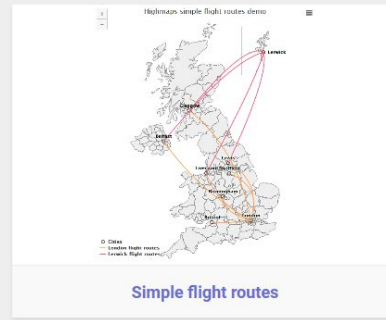 +
Highmaps simple flight routes demo
−
Lerwick
Glasgow
Belfast
Leeds
Liverpool
Sheffield
Birmingham
Bristol
London
Cities
London flight routes
Lerwick flight routes
Simple flight routes